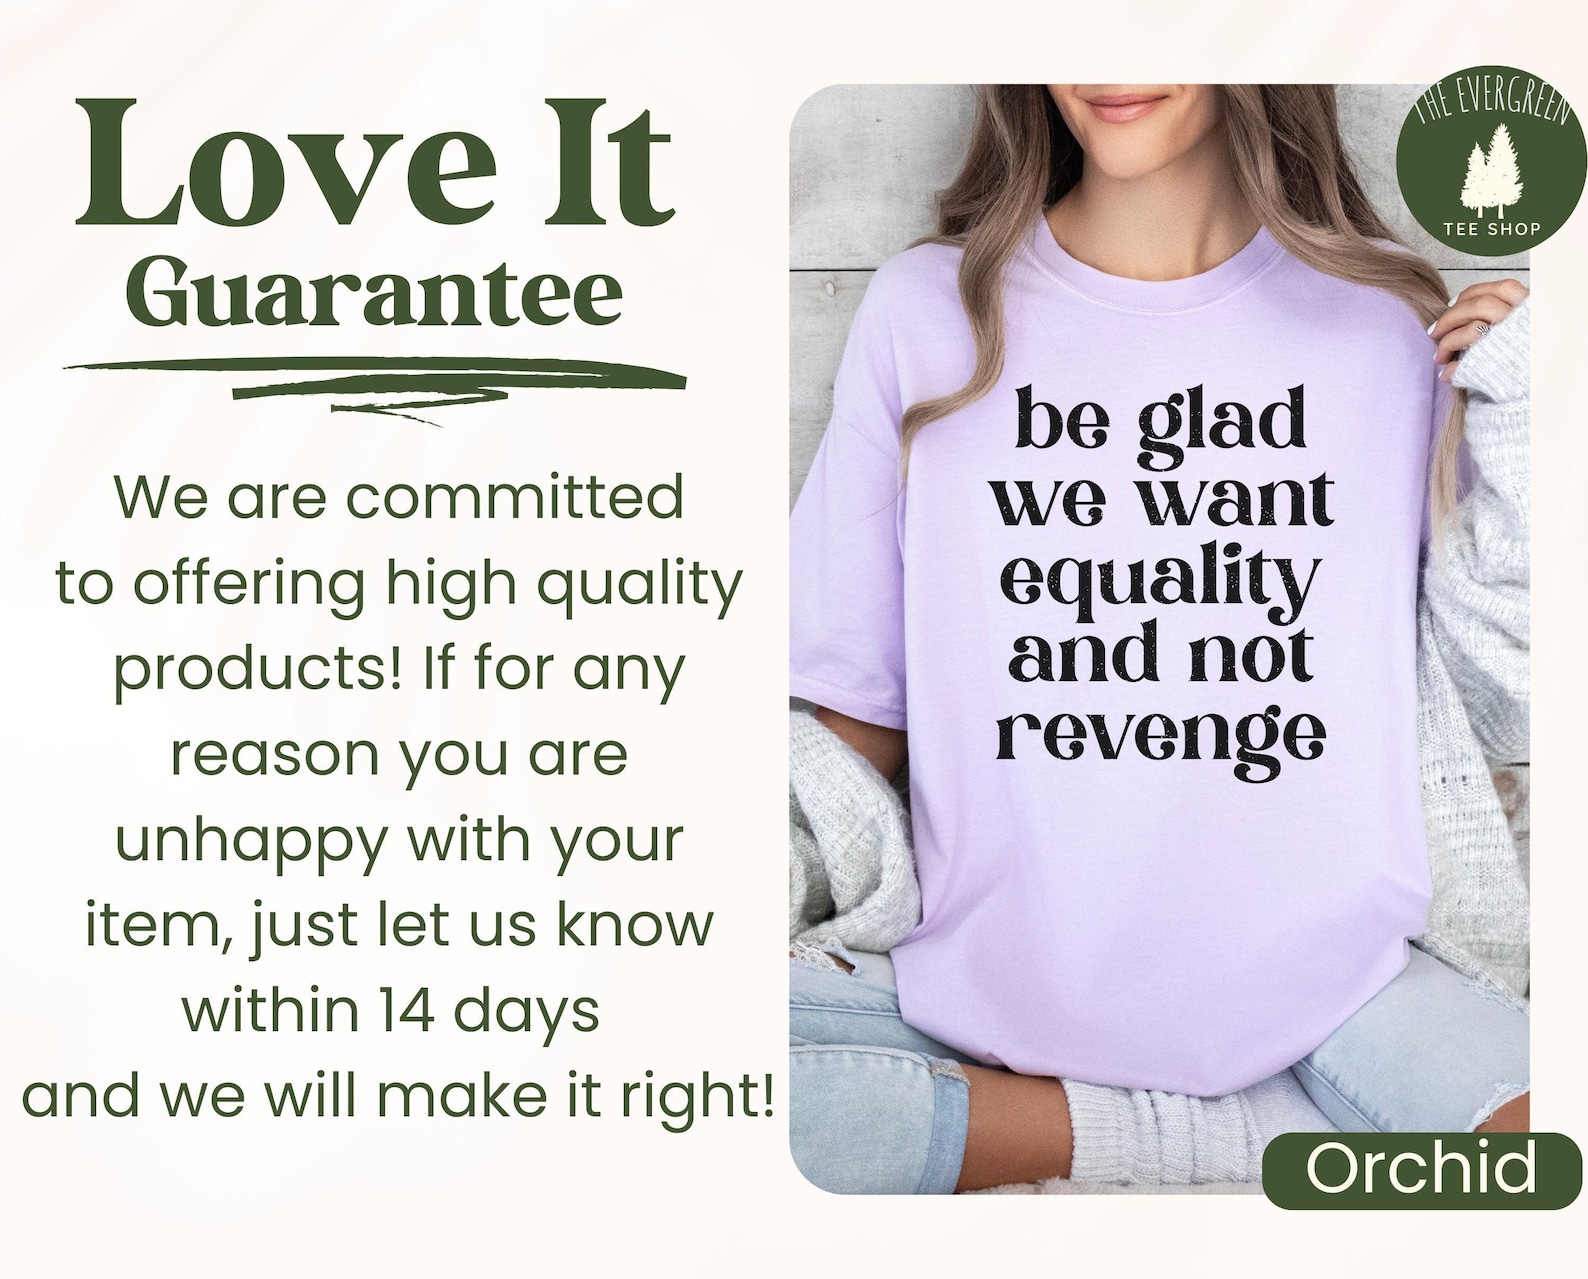 Love It
Guarantee
We are committed
to offering high quality
products! If for any
reason you are
unhappy with your
item, just let us know
within 14 days
and we will make it right!
THE EVERGREEN
TEE SHOP
be glad
we want
equality
and not
revenge
Orchid